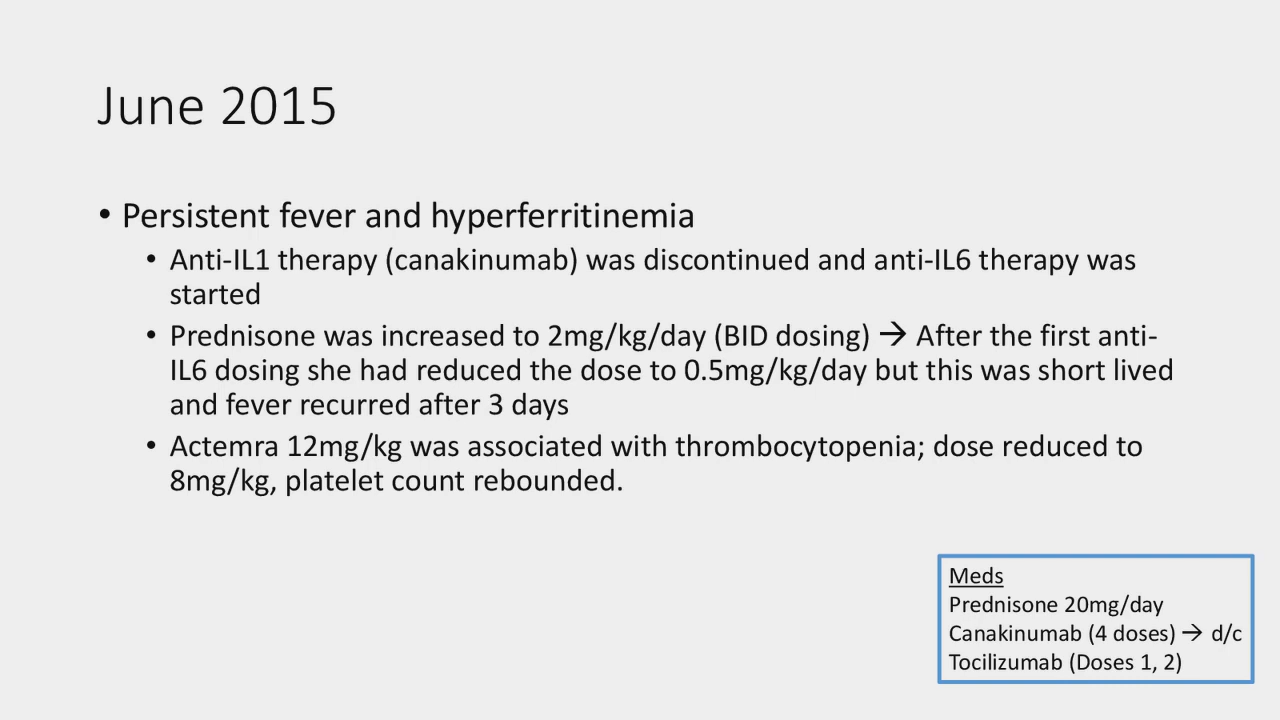 June 2015
• Persistent fever and hyperferritinemia
• Anti-IL1 therapy (canakinumab) was discontinued and anti-IL6 therapy was
started
• Prednisone was increased to 2mg/kg/day (BID dosing) → After the first anti-
IL6 dosing she had reduced the dose to 0.5mg/kg/day but this was short lived
and fever recurred after 3 days
• Actemra 12mg/kg was associated with thrombocytopenia; dose reduced to
8mg/kg, platelet count rebounded.
Meds
Prednisone 20mg/day
Canakinumab (4 doses) → d/c
Tocilizumab (Doses 1, 2)